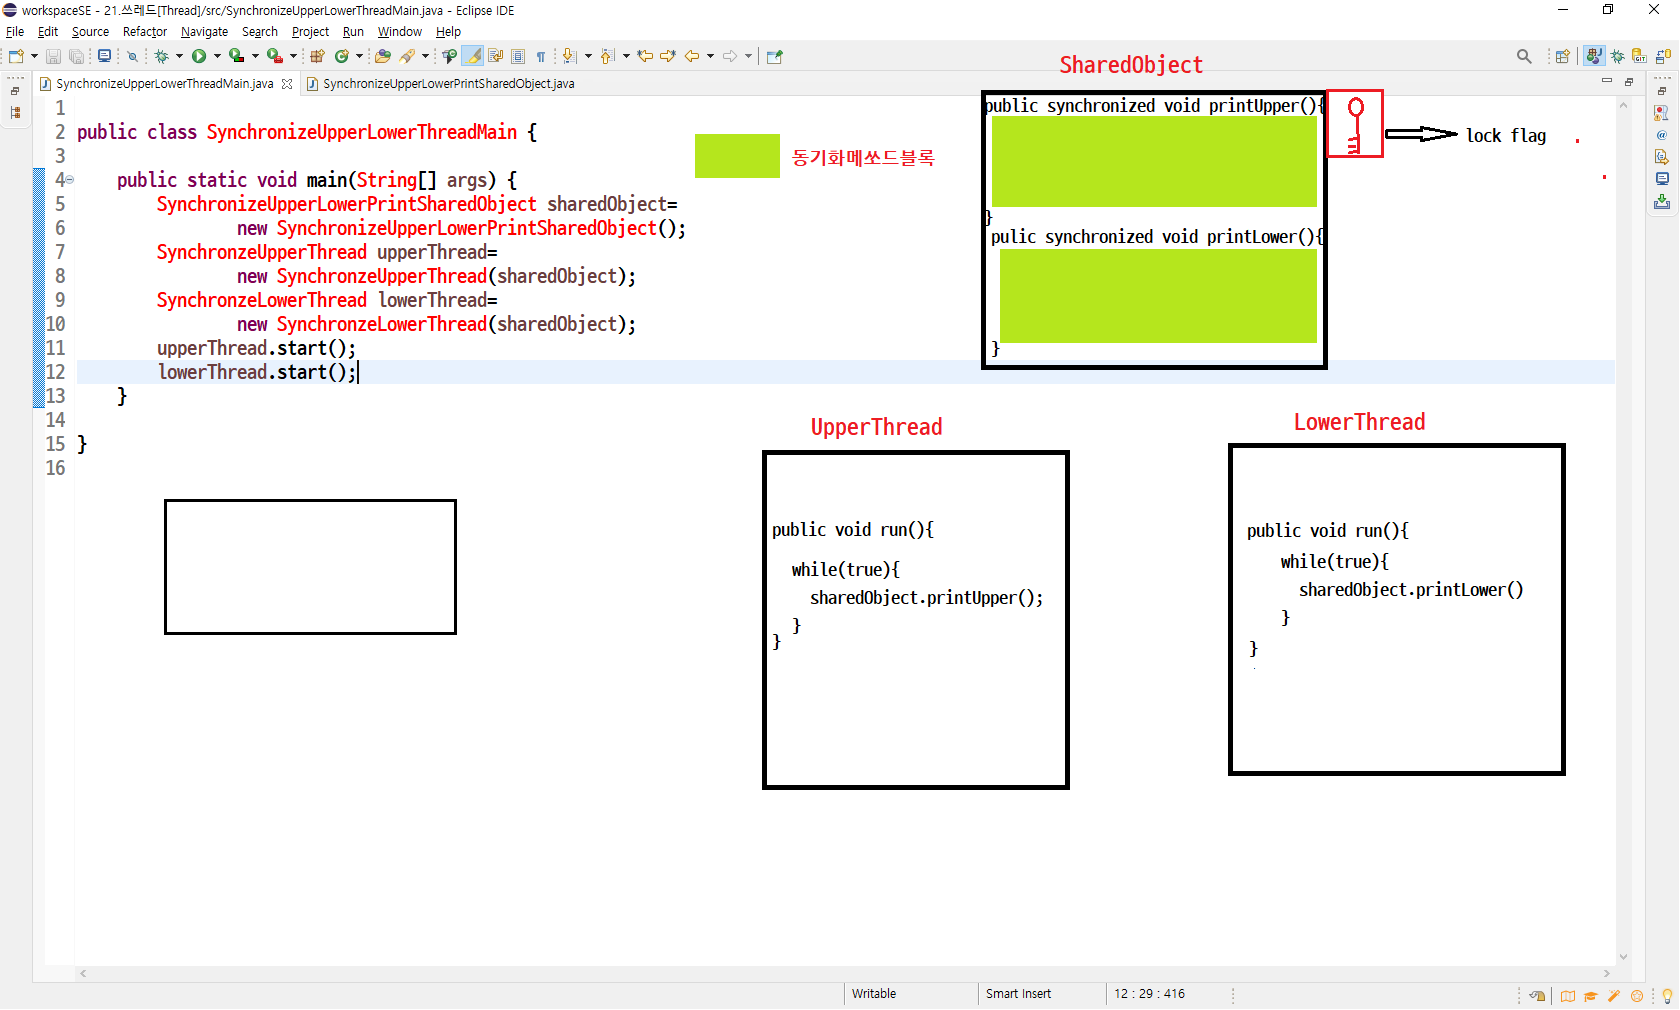 workspaceSE - 21.쓰레드[Thread]/src/SynchronizeUpperLowerThreadMain.java - Eclipse IDE
File Edit Source Refactor Navigate Search Project Run Window Help
SynchronizeUpperLowerThreadMain.java
SynchronizeUpperLowerPrintSharedObject.java
1
2 public class SynchronizeUpperLowerThreadMain {
3
4 public static void main(String[] args) {
5 SynchronizeUpperLowerPrintSharedObject sharedObject=
6 new SynchronizeUpperLowerPrintSharedObject();
7 SynchronzeUpperThread upperThread=
8 new SynchronzeUpperThread(sharedObject);
9 SynchronzeLowerThread lowerThread=
10 new SynchronzeLowerThread(sharedObject);
11 upperThread.start();
12 lowerThread.start();
13 }
14
15 }
16
동기화메쏘드블록
SharedObject
public synchronized void printUpper(){
}
pulic synchronized void printLower(){
}
lock flag
UpperThread
public void run(){
while(true){
sharedObject.printUpper();
}
}
LowerThread
public void run(){
while(true){
sharedObject.printLower()
}
}
Writable
Smart Insert
12 : 29 : 416